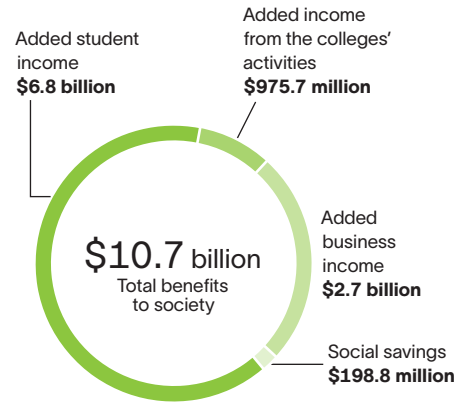 Added student
income
$6.8 billion
Added income
from the colleges’
activities
$975.7 million
$10.7 billion
Total benefits
to society
Added
business
income
$2.7 billion
Social savings
$198.8 million